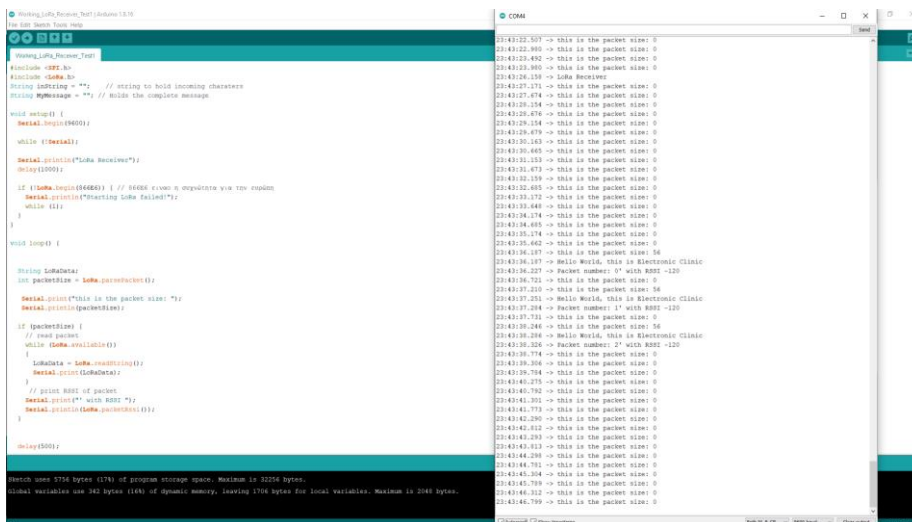 Working_LoRa_Receiver_Test1 | Arduino 1.8.16
File Edit Sketch Tools Help
Working_LoRa_Receiver_Test1
#include <SPI.h>
#include <LoRa.h>
String inString = "";    // string to hold incoming charaters
String MyMessage = ""; // Holds the complete message
void setup() {
Serial.begin(9600);
while (!Serial);
Serial.println("LoRa Receiver");
delay(1000);
if (!LoRa.begin(866E6)) { // 866E6 ειναο η συχνότητα για την ευρώπη
Serial.println("Starting LoRa failed!");
while (1);
}
}
void loop() {
String LoRaData;
int packetSize = LoRa.parsePacket();
Serial.print("this is the packet size: ");
Serial.println(packetSize);
if (packetSize) {
// read packet
while (LoRa.available())
{
LoRaData = LoRa.readString();
Serial.print(LoRaData);
}
// print RSSI of packet
Serial.print("' with RSSI ");
Serial.println(LoRa.packetRssi());
}
delay(500);
Sketch uses 5756 bytes (17%) of program storage space. Maximum is 32256 bytes.
Global variables use 342 bytes (16%) of dynamic memory, leaving 1706 bytes for local variables. Maximum is 2048 bytes.
COM4
Send
23:43:22.507 -> this is the packet size: 0
23:43:22.980 -> this is the packet size: 0
23:43:23.492 -> this is the packet size: 0
23:43:23.980 -> this is the packet size: 0
23:43:26.158 -> LoRa Receiver
23:43:27.171 -> this is the packet size: 0
23:43:27.674 -> this is the packet size: 0
23:43:28.154 -> this is the packet size: 0
23:43:28.676 -> this is the packet size: 0
23:43:29.154 -> this is the packet size: 0
23:43:29.679 -> this is the packet size: 0
23:43:30.163 -> this is the packet size: 0
23:43:30.665 -> this is the packet size: 0
23:43:31.153 -> this is the packet size: 0
23:43:31.673 -> this is the packet size: 0
23:43:32.159 -> this is the packet size: 0
23:43:32.685 -> this is the packet size: 0
23:43:33.172 -> this is the packet size: 0
23:43:33.648 -> this is the packet size: 0
23:43:34.174 -> this is the packet size: 0
23:43:34.685 -> this is the packet size: 0
23:43:35.174 -> this is the packet size: 0
23:43:35.662 -> this is the packet size: 0
23:43:36.187 -> this is the packet size: 56
23:43:36.187 -> Hello World, this is Electronic Clinic
23:43:36.227 -> Packet number: 0' with RSSI -120
23:43:36.721 -> this is the packet size: 0
23:43:37.210 -> this is the packet size: 56
23:43:37.251 -> Hello World, this is Electronic Clinic
23:43:37.284 -> Packet number: 1' with RSSI -120
23:43:37.731 -> this is the packet size: 0
23:43:38.246 -> this is the packet size: 56
23:43:38.286 -> Hello World, this is Electronic Clinic
23:43:38.326 -> Packet number: 2' with RSSI -120
23:43:38.774 -> this is the packet size: 0
23:43:39.306 -> this is the packet size: 0
23:43:39.794 -> this is the packet size: 0
23:43:40.275 -> this is the packet size: 0
23:43:40.792 -> this is the packet size: 0
23:43:41.301 -> this is the packet size: 0
23:43:41.773 -> this is the packet size: 0
23:43:42.290 -> this is the packet size: 0
23:43:42.812 -> this is the packet size: 0
23:43:43.293 -> this is the packet size: 0
23:43:43.813 -> this is the packet size: 0
23:43:44.298 -> this is the packet size: 0
23:43:44.781 -> this is the packet size: 0
23:43:45.304 -> this is the packet size: 0
23:43:45.789 -> this is the packet size: 0
23:43:46.312 -> this is the packet size: 0
23:43:46.799 -> this is the packet size: 0